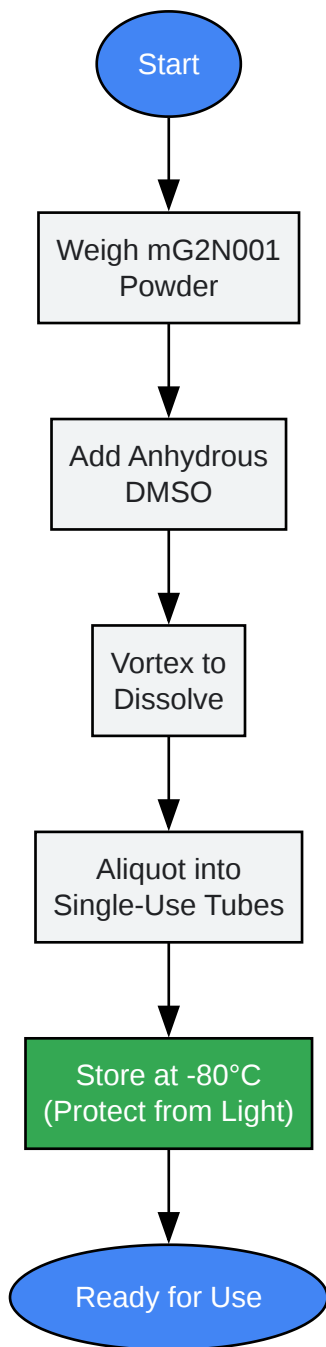 Start
Weigh mG2N001
Powder
Add Anhydrous
DMSO
Vortex to
Dissolve
Aliquot into
Single-Use Tubes
Store at -80°C
(Protect from Light)
Ready for Use